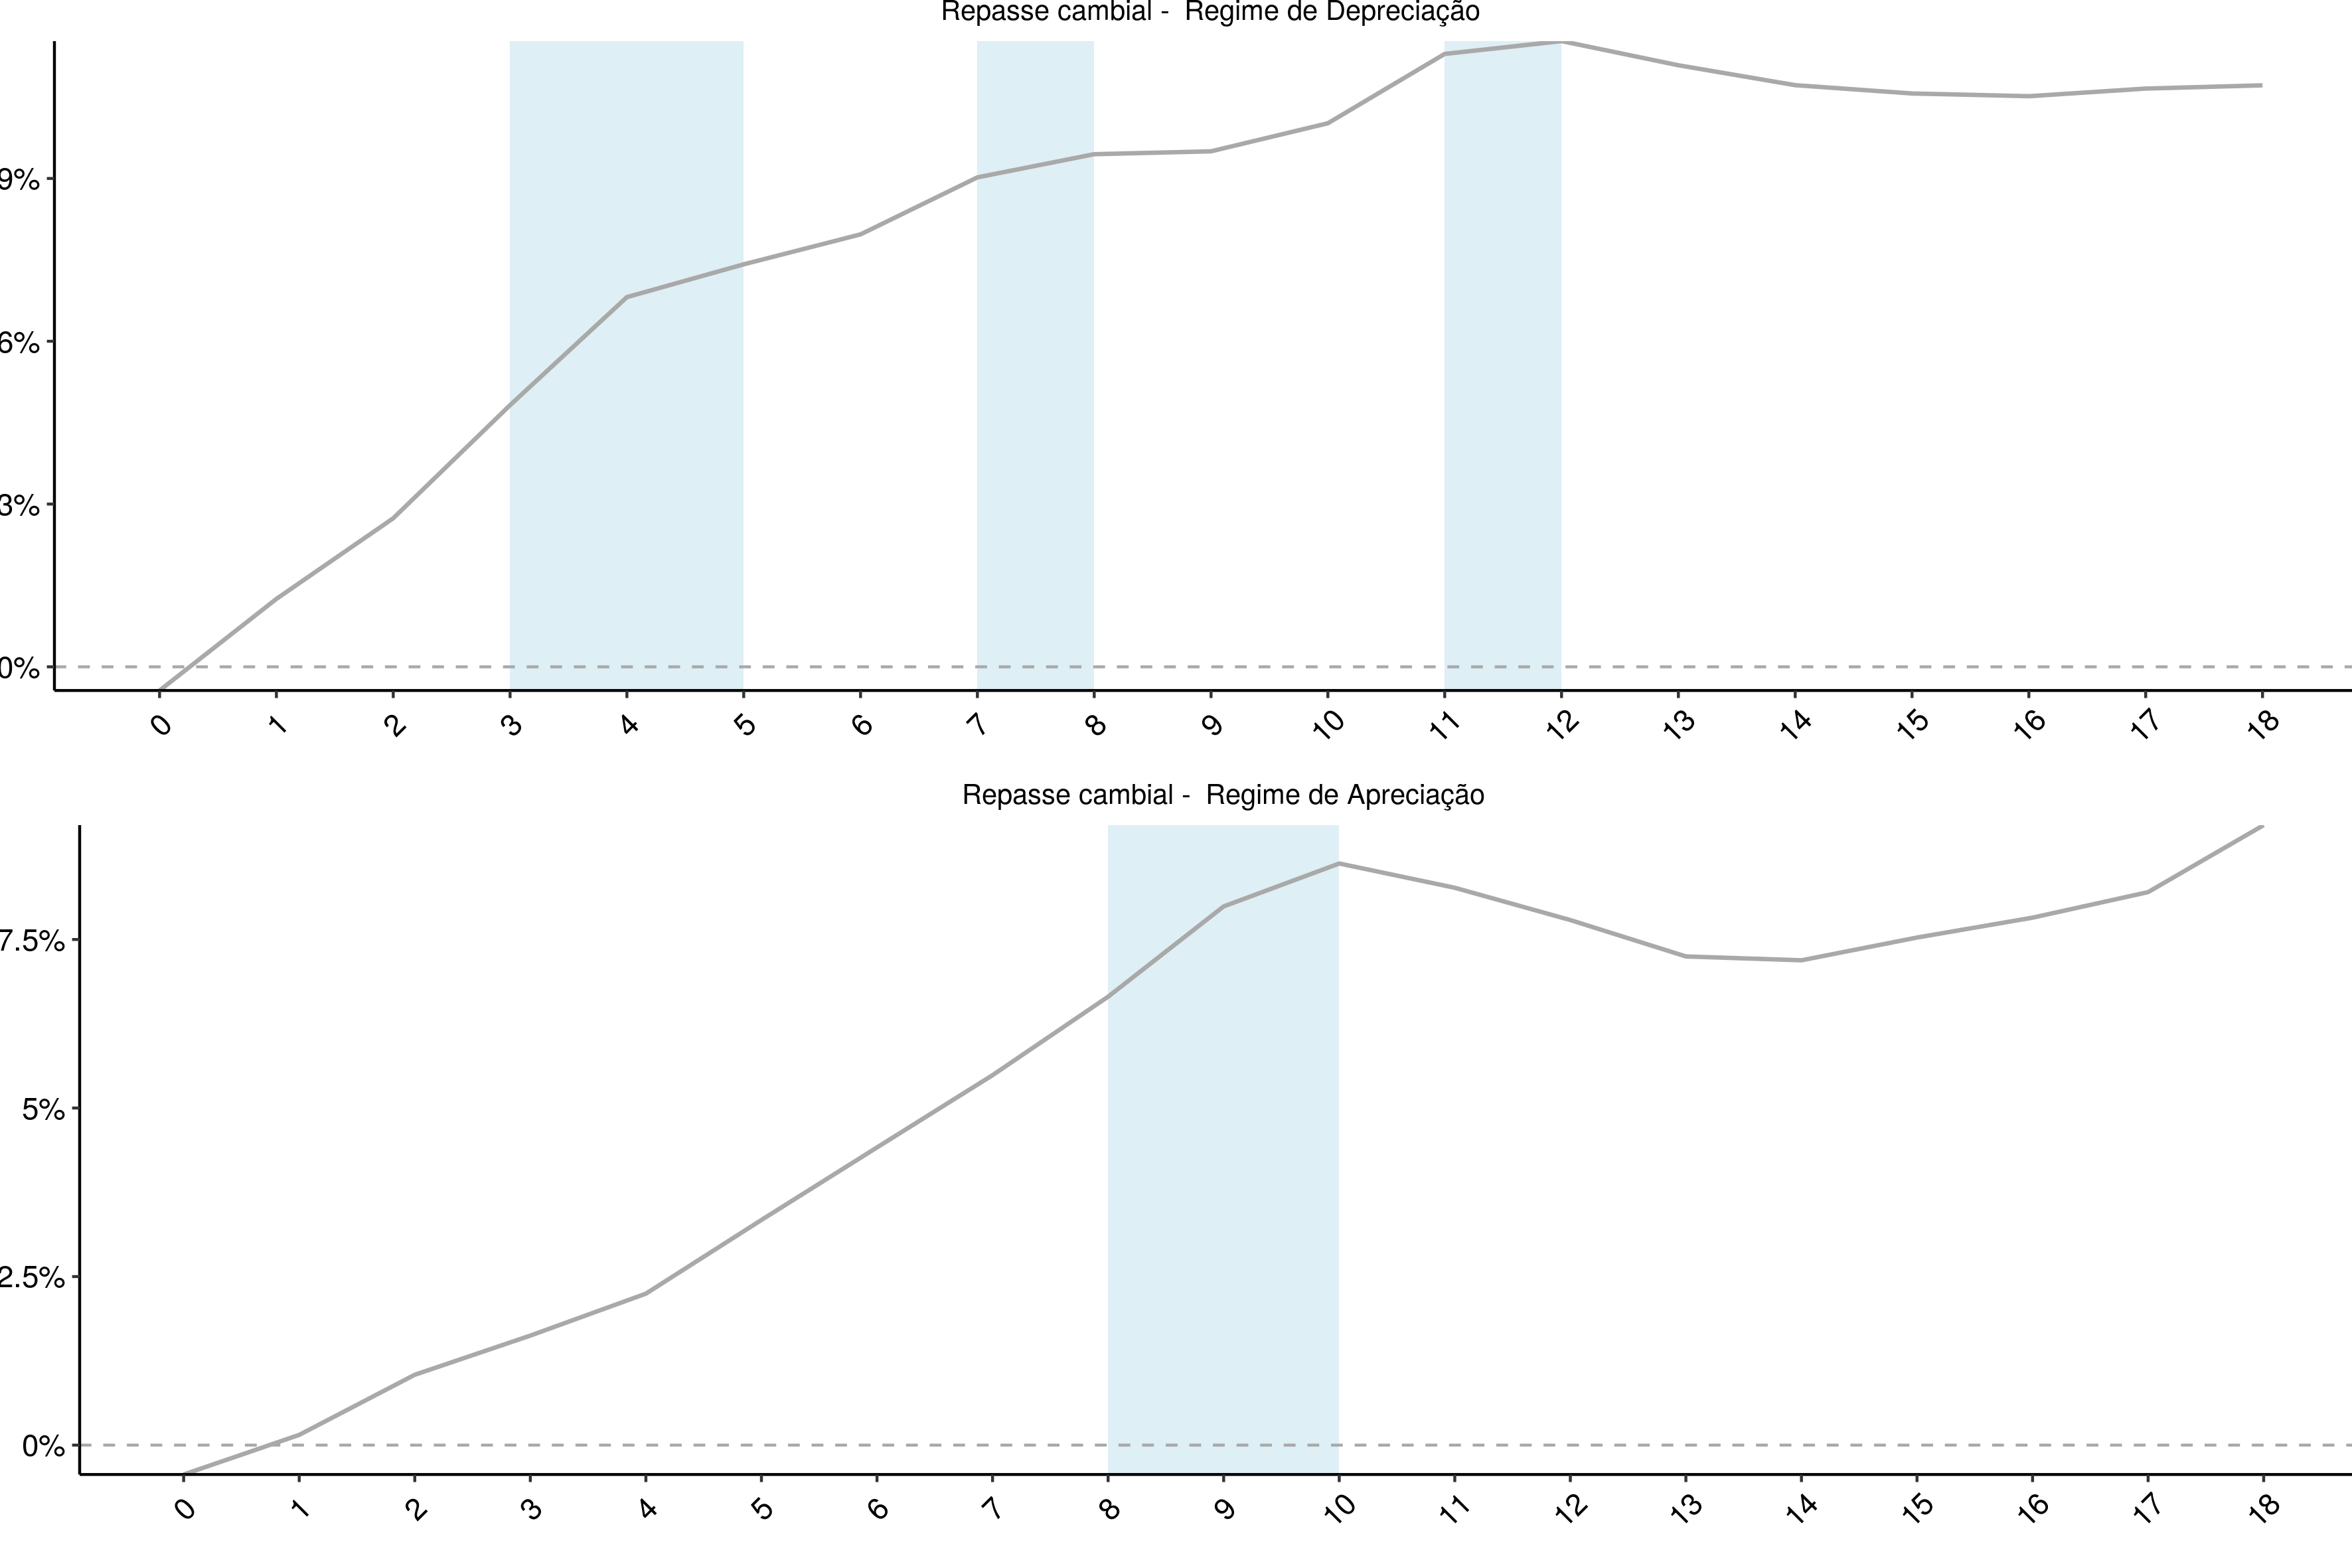 Repasse cambial -  Regime de Depreciação
9%
6%
3%
0%
0 1 2 3 4 5 6 7 8 9 10 11 12 13 14 15 16 17 18
Repasse cambial -  Regime de Apreciação
7.5%
5%
2.5%
0%
0 1 2 3 4 5 6 7 8 9 10 11 12 13 14 15 16 17 18